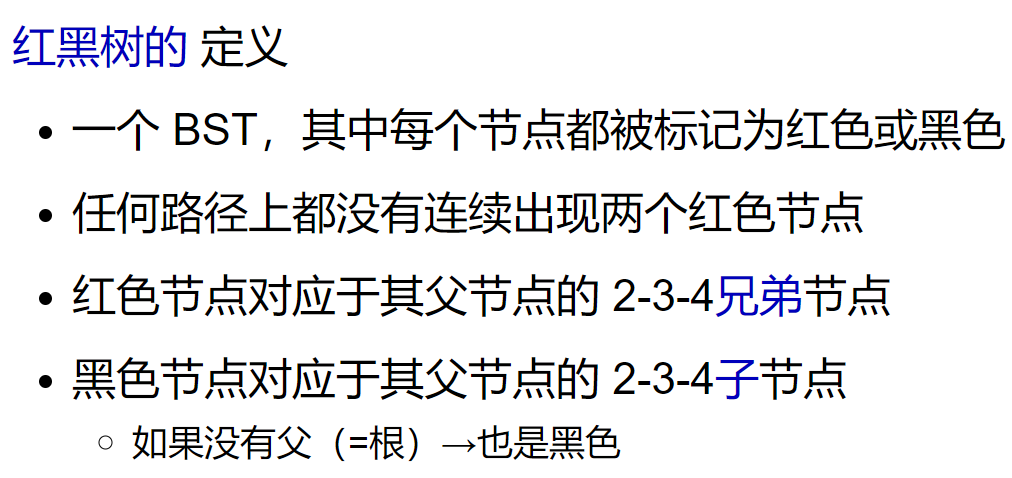 红黑树的 定义
• 一个 BST，其中每个节点都被标记为红色或黑色
• 任何路径上都没有连续出现两个红色节点
• 红色节点对应于其父节点的 2-3-4兄弟节点
• 黑色节点对应于其父节点的 2-3-4子节点
○ 如果没有父（=根）→也是黑色